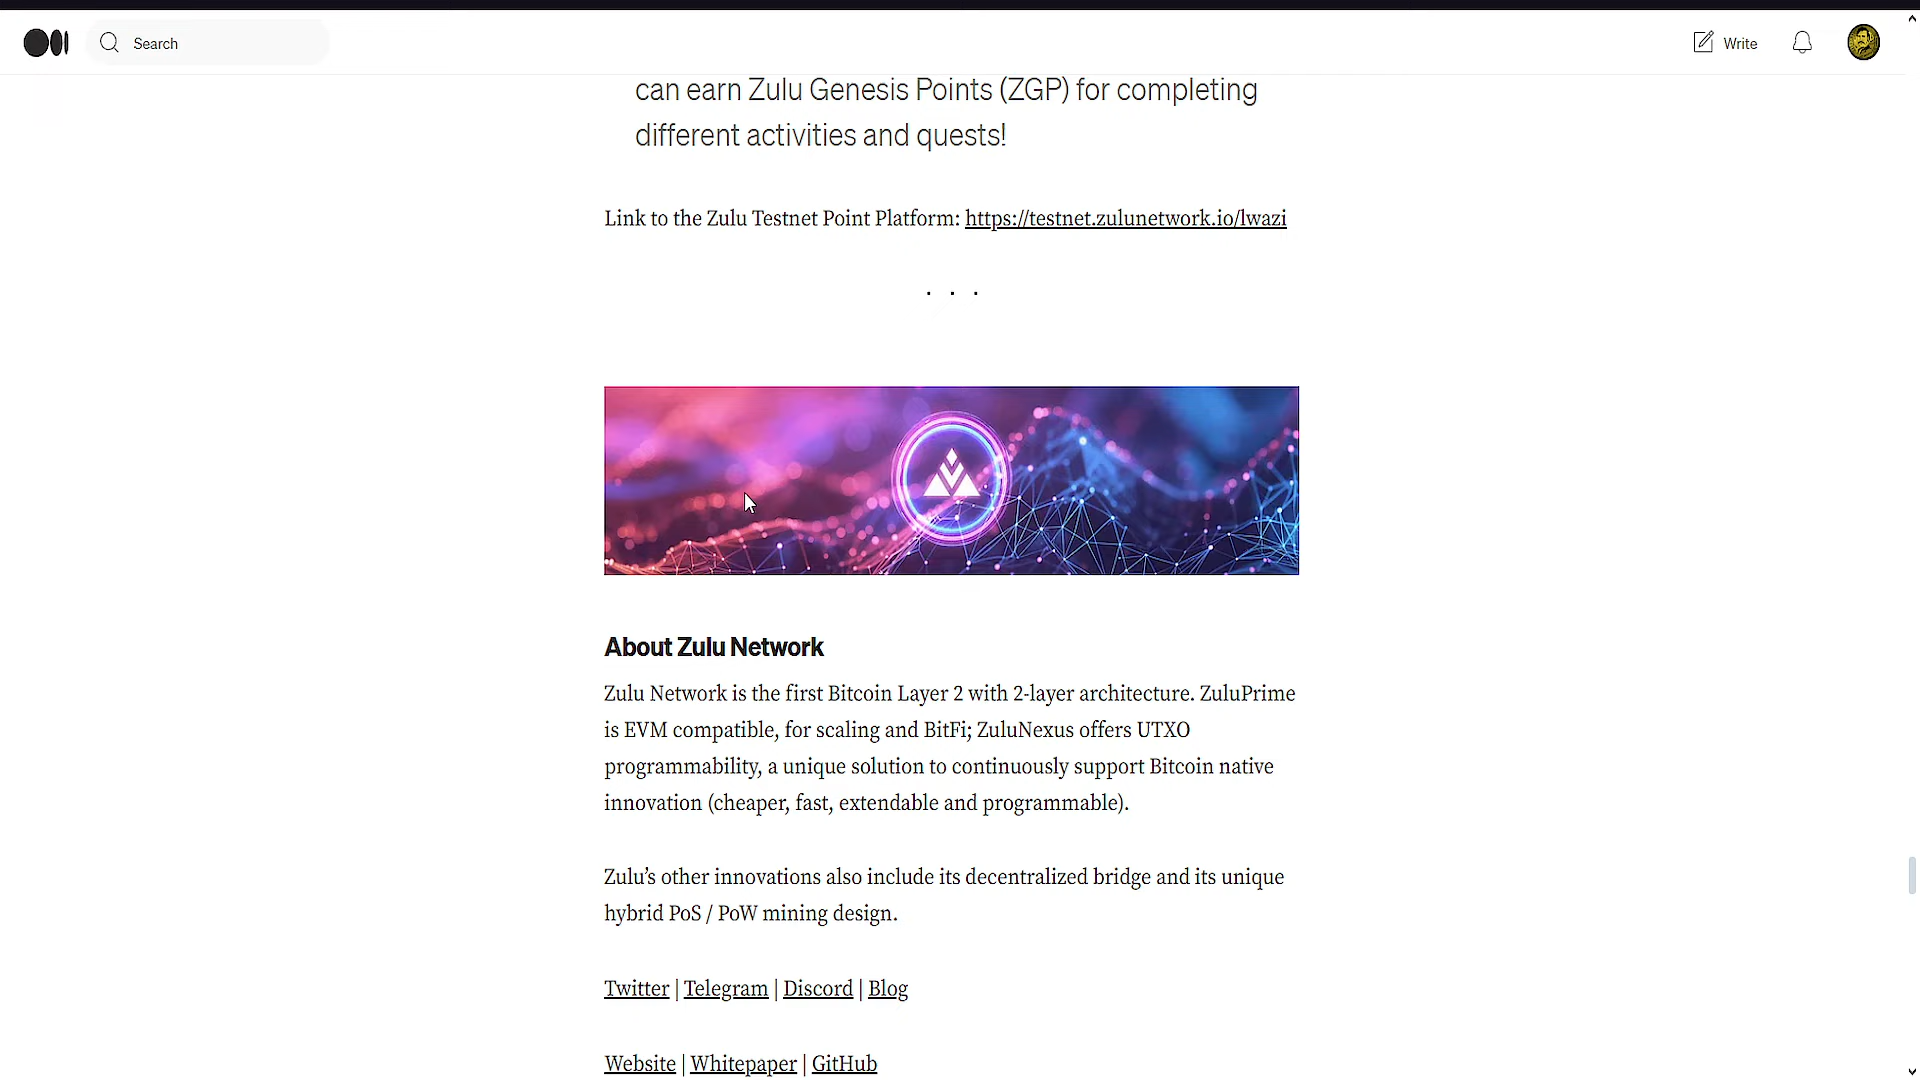 Search
Write
can earn Zulu Genesis Points (ZGP) for completing
different activities and quests!
Link to the Zulu Testnet Point Platform: https://testnet.zulunetwork.io/lwazi
. . .
About Zulu Network
Zulu Network is the first Bitcoin Layer 2 with 2-layer architecture. ZuluPrime
is EVM compatible, for scaling and BitFi; ZuluNexus offers UTXO
programmability, a unique solution to continuously support Bitcoin native
innovation (cheaper, fast, extendable and programmable).
Zulu’s other innovations also include its decentralized bridge and its unique
hybrid PoS / PoW mining design.
Twitter | Telegram | Discord | Blog
Website | Whitepaper | GitHub